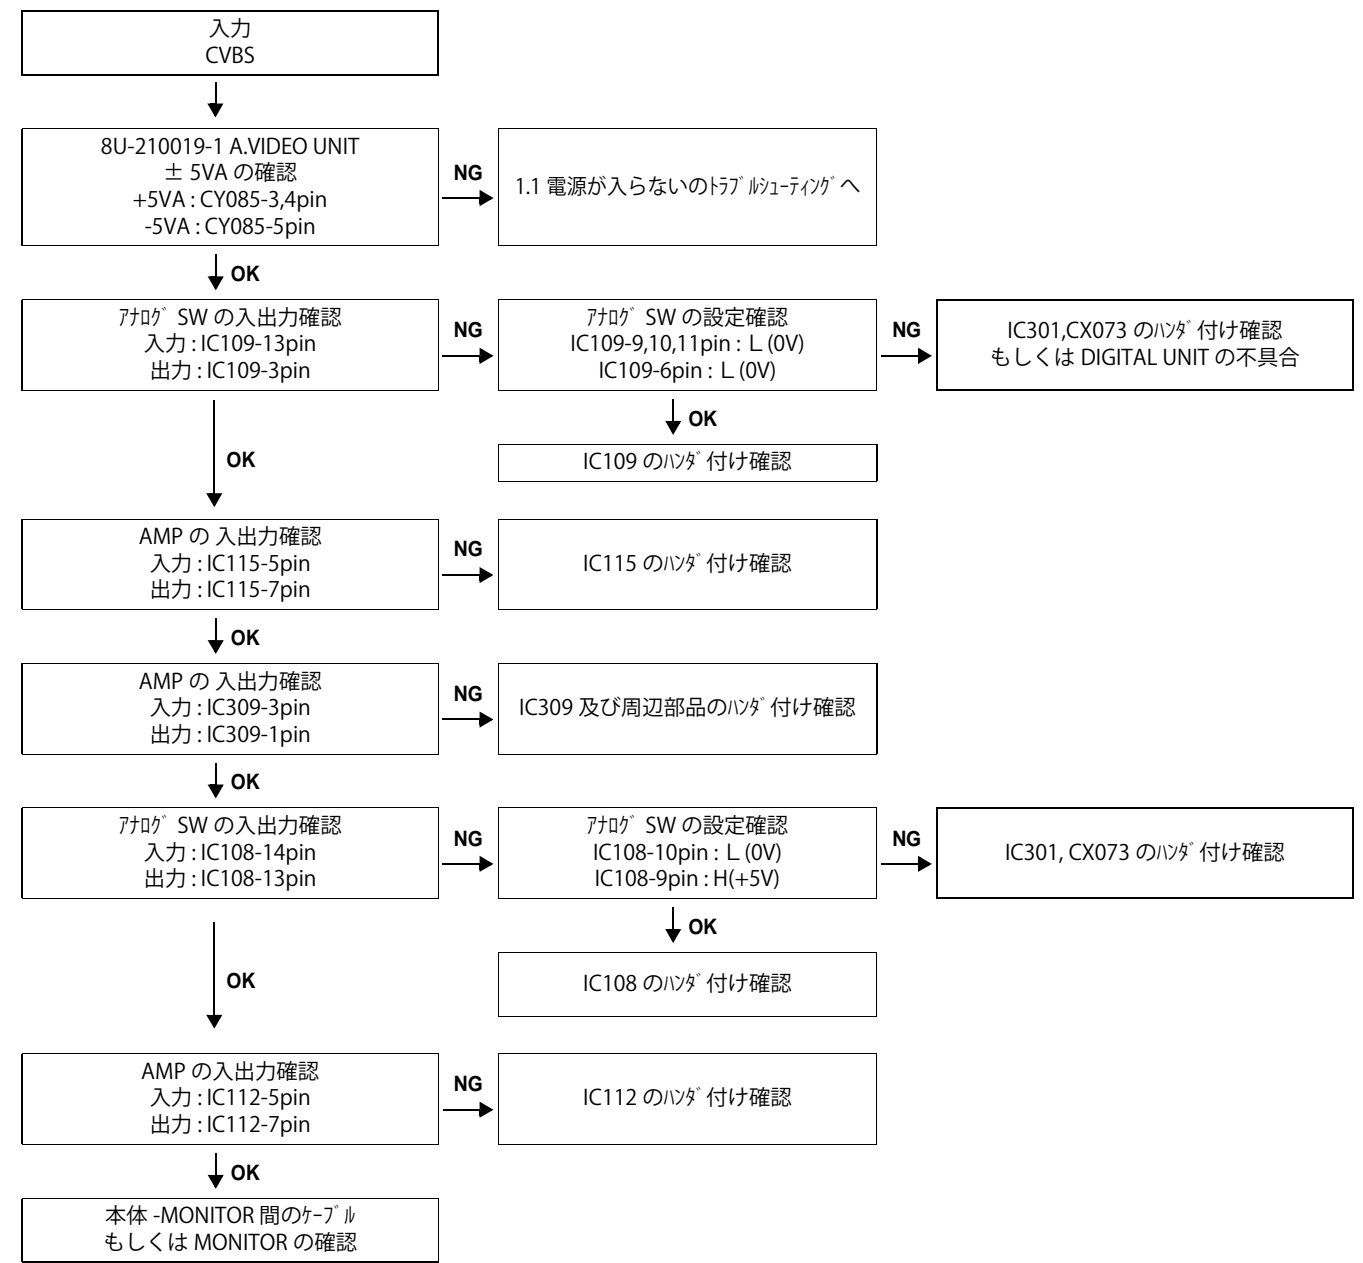 入力
CVBS
8U-210019-1 A.VIDEO UNIT
± 5VA の確認
+5VA : CY085-3,4pin
-5VA : CY085-5pin
NG
1.1 電源が入らないのﾄﾗﾌﾞﾙｼｭｰﾃｨﾝｸﾞへ
OK
ｱﾅﾛｸﾞ SW の入出力確認
入力 : IC109-13pin
出力 : IC109-3pin
NG
ｱﾅﾛｸﾞ SW の設定確認
IC109-9,10,11pin : L (0V)
IC109-6pin : L (0V)
NG
IC301,CX073 のﾊﾝﾀﾞ付け確認
もしくは DIGITAL UNIT の不具合
OK
IC109 のﾊﾝﾀﾞ付け確認
OK
AMP の 入出力確認
入力 : IC115-5pin
出力 : IC115-7pin
NG
IC115 のﾊﾝﾀﾞ付け確認
OK
AMP の 入出力確認
入力 : IC309-3pin
出力 : IC309-1pin
NG
IC309 及び周辺部品のﾊﾝﾀﾞ付け確認
OK
ｱﾅﾛｸﾞ SW の入出力確認
入力 : IC108-14pin
出力 : IC108-13pin
NG
ｱﾅﾛｸﾞ SW の設定確認
IC108-10pin : L (0V)
IC108-9pin : H(+5V)
NG
IC301, CX073 のﾊﾝﾀﾞ付け確認
OK
IC108 のﾊﾝﾀﾞ付け確認
OK
AMP の入出力確認
入力 : IC112-5pin
出力 : IC112-7pin
NG
IC112 のﾊﾝﾀﾞ付け確認
OK
本体 -MONITOR 間のｹｰﾌﾞﾙ
もしくは MONITOR の確認